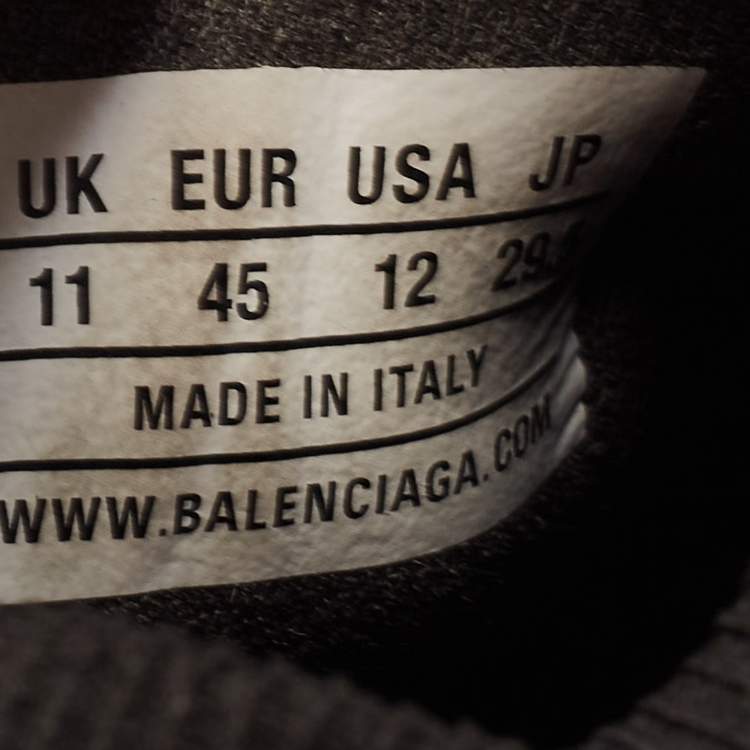 UK EUR USA JP
11 45 12
MADE IN ITALY
WWW.BALENCIAGA.COM